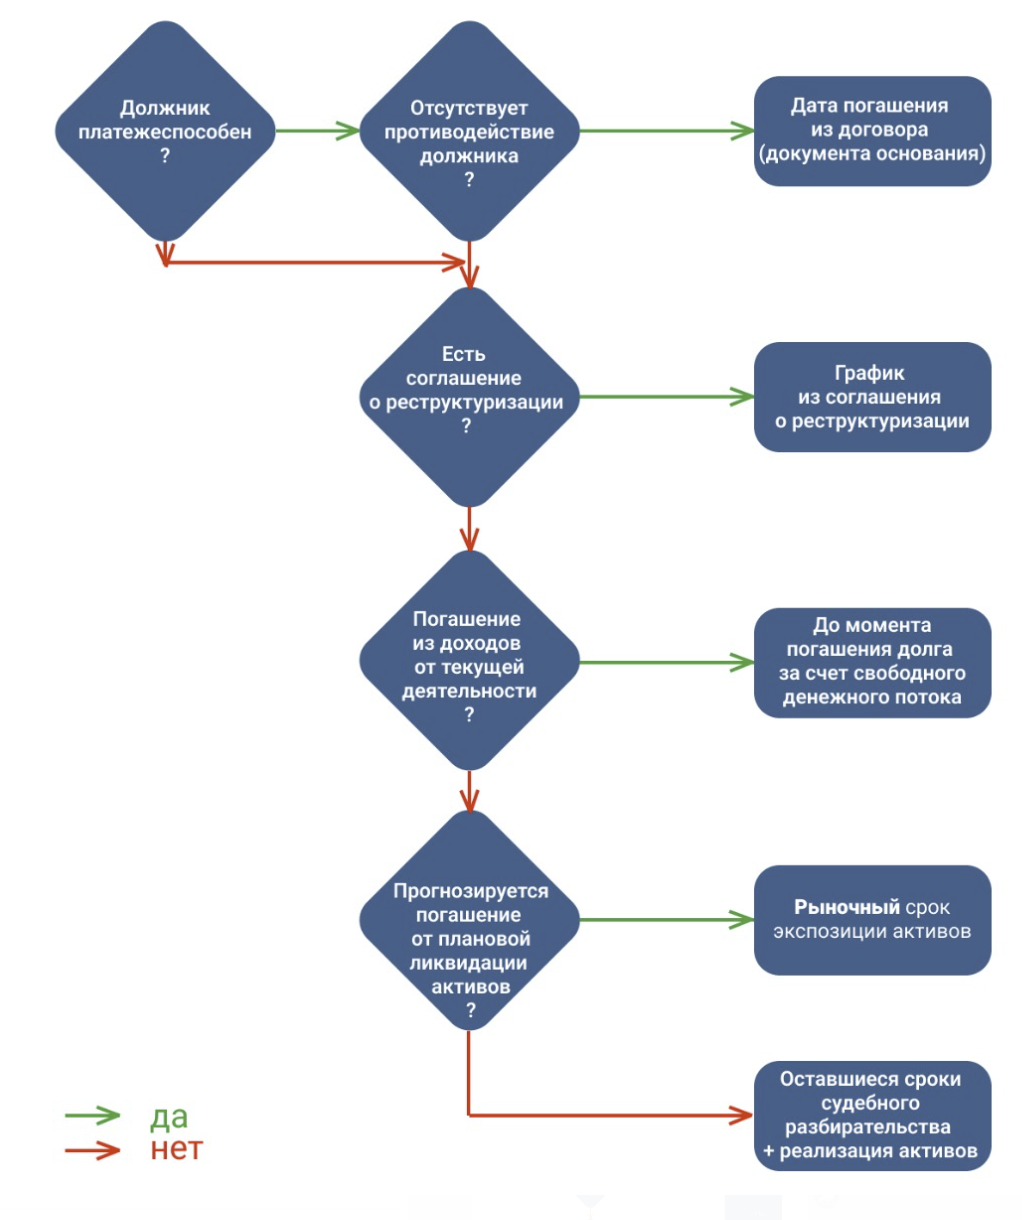 Должник
платежеспособен
?
Отсутствует
противодействие
должника
?
Дата погашения
из договора
(документа основания)
Есть
соглашение
о реструктуризации
?
График
из соглашения
о реструктуризации
Погашение
из доходов
от текущей
деятельности
?
До момента
погашения долга
за счет свободного
денежного потока
Прогнозируется
погашение
от плановой
ликвидации
активов
?
Рыночный срок
экспозиции активов
Оставшиеся сроки
судебного
разбирательства
+ реализация активов
да
нет